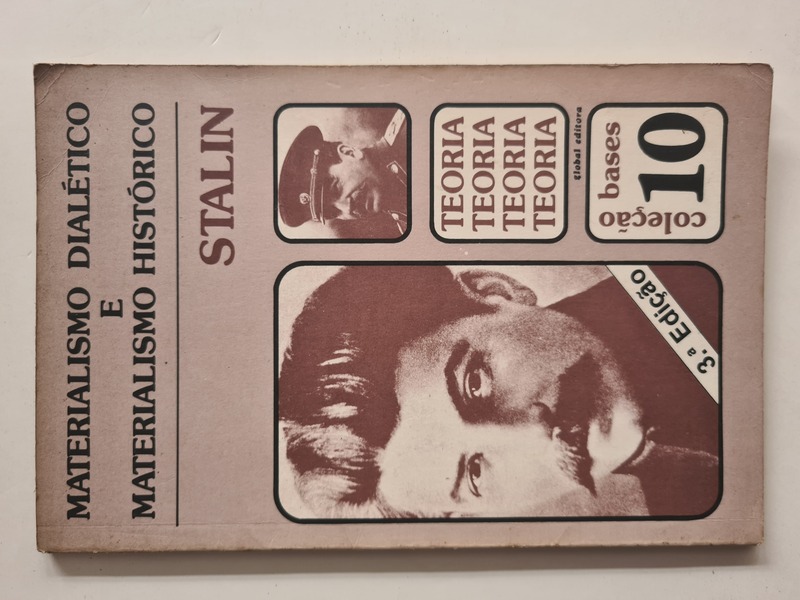 MATERIALISMO DIALÉTICO
E
MATERIALISMO HISTÓRICO
STALIN
TEORIA
TEORIA
TEORIA
TEORIA
global editora
coleção
bases
10
3.ª Edição